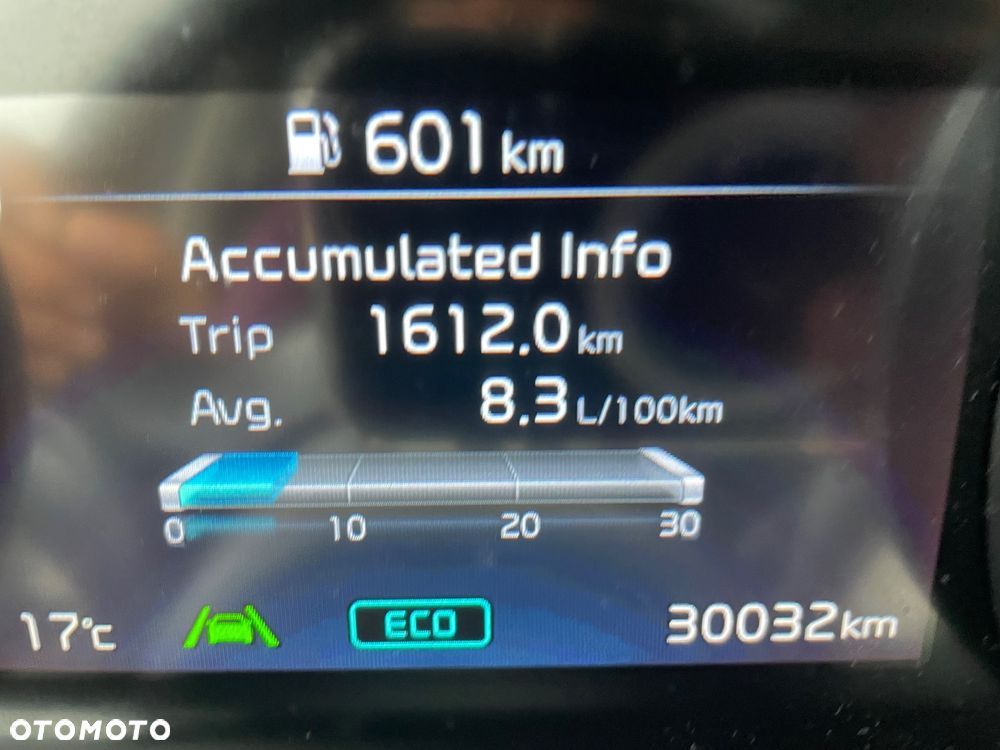 601 km
Accumulated Info
Trip 1612.0 km
Avg. 8.3 L/100km
0 10 20 30
17°c ECO 30032km
OTOMOTO